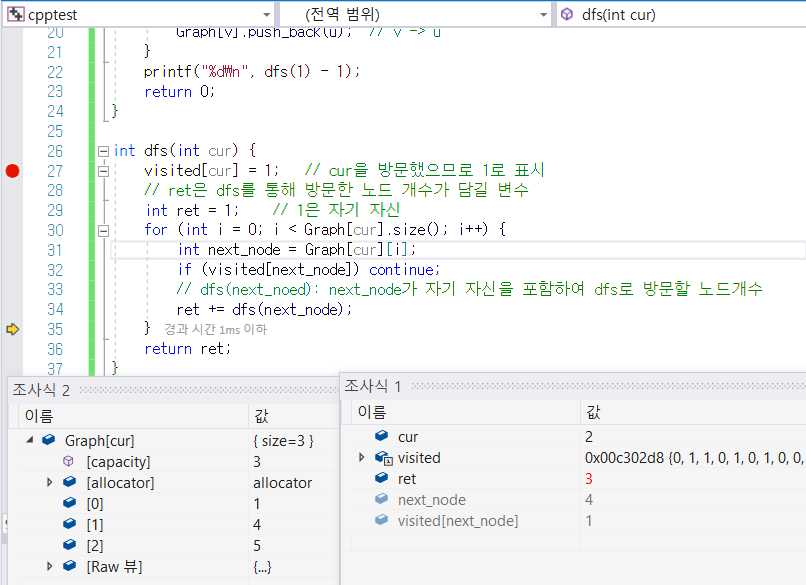 cpptest
(전역 범위)
dfs(int cur)
20 Graph[v].push_back(u); // v -> u
21 }
22 printf("%d₩n", dfs(1) - 1);
23 return 0;
24 }
25
26 int dfs(int cur) {
27 visited[cur] = 1; // cur을 방문했으므로 1로 표시
28 // ret은 dfs를 통해 방문한 노드 개수가 담길 변수
29 int ret = 1; // 1은 자기 자신
30 for (int i = 0; i < Graph[cur].size(); i++) {
31 int next_node = Graph[cur][i];
32 if (visited[next_node]) continue;
33 // dfs(next_noed): next_node가 자기 자신을 포함하여 dfs로 방문할 노드개수
34 ret += dfs(next_node);
35 } 경과 시간 1ms 이하
36 return ret;
37 }
조사식 2
이름 값
Graph[cur] { size=3 }
[capacity] 3
[allocator] allocator
[0] 1
[1] 4
[2] 5
[Raw 뷰] {...}
조사식 1
이름 값
cur 2
visited 0x00c302d8 {0, 1, 1, 0, 1, 0, 1, 0, 0,
ret 3
next_node 4
visited[next_node] 1